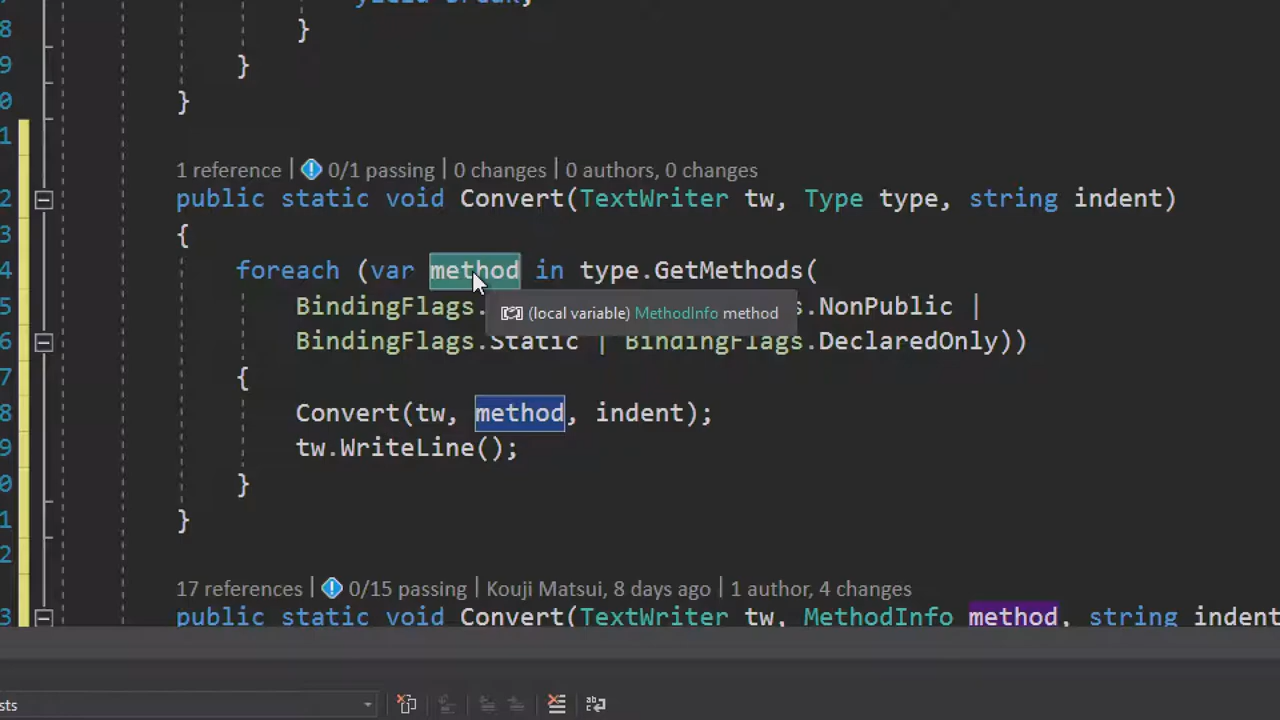 }
}
}
1 reference | 0/1 passing | 0 changes | 0 authors, 0 changes
public static void Convert(TextWriter tw, Type type, string indent)
{
foreach (var method in type.GetMethods(
BindingFlags. (local variable) MethodInfo method .NonPublic |
BindingFlags.Static | BindingFlags.DeclaredOnly))
{
Convert(tw, method, indent);
tw.WriteLine();
}
}
17 references | 0/15 passing | Kouji Matsui, 8 days ago | 1 author, 4 changes
public static void Convert(TextWriter tw, MethodInfo method, string indent
sts